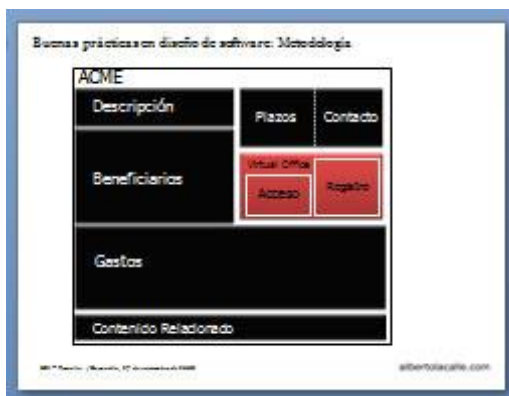 Buenas prácticas en diseño de software: Metodología
ACME
Descripción
Plazos
Contacto
Beneficiarios
Virtual Office
Acceso
Registro
Gastos
Contenido Relacionado
albertolacalle.com